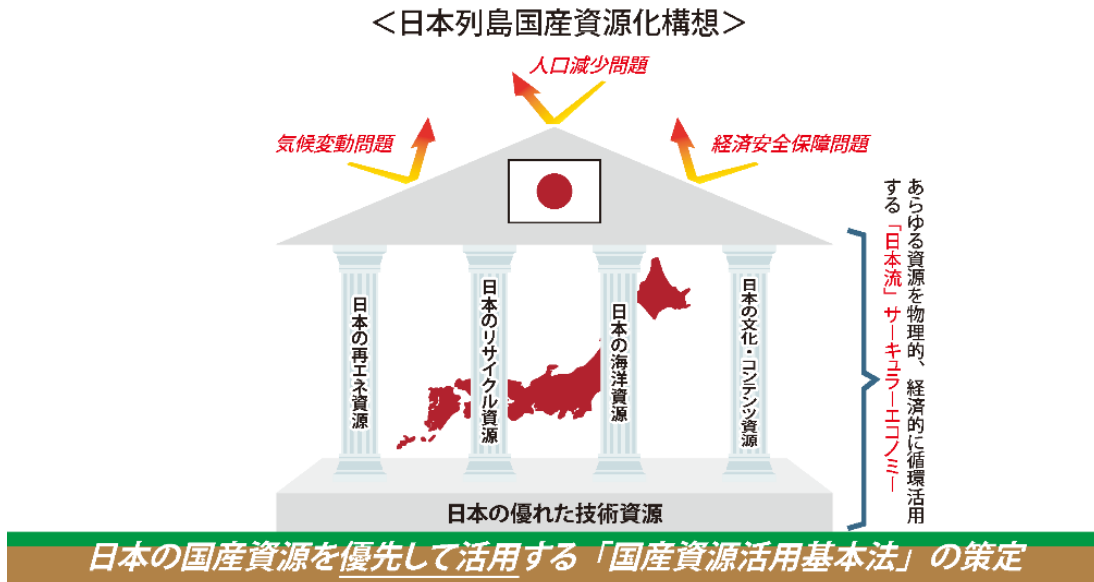 ＜日本列島国産資源化構想＞
人口減少問題
気候変動問題
経済安全保障問題
日本の再エネ資源
日本のリサイクル資源
日本の海洋資源
日本の文化・コンテンツ資源
あらゆる資源を物理的、経済的に循環活用
する「日本流」サーキュラーエコノミー
日本の優れた技術資源
日本の国産資源を優先して活用する「国産資源活用基本法」の策定